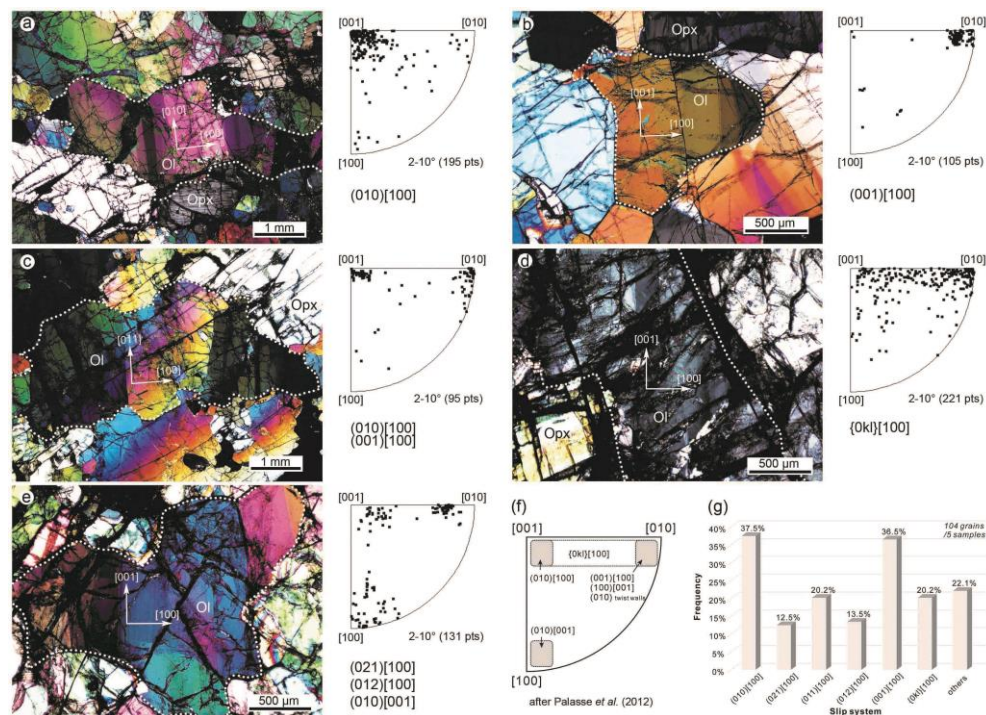 a
[010]
[100]
Ol
Opx
1 mm
[001]
[010]
[100]
2-10° (195 pts)
(010)[100]
b
Opx
[001]
Ol
[100]
500 µm
[001]
[010]
[100]
2-10° (105 pts)
(001)[100]
c
Opx
[011]
Ol
[100]
1 mm
[001]
[010]
[100]
2-10° (95 pts)
(010)[100]
(001)[100]
d
[001]
[100]
Ol
Opx
500 µm
[001]
[010]
[100]
2-10° (221 pts)
{0kl}[100]
e
[001]
[100]
Ol
500 µm
[001]
[010]
[100]
2-10° (131 pts)
(021)[100]
(012)[100]
(010)[001]
(f)
[001]
[010]
{0kl}[100]
(010)[100]
(001)[100]
(100)[001]
(010) twist walls
(010)[001]
[100]
after Palasse et al. (2012)
(g)
104 grains
/5 samples
Frequency
40%
35%
30%
25%
20%
15%
10%
5%
0%
37.5%
12.5%
20.2%
13.5%
36.5%
20.2%
22.1%
(010)[100]
(021)[100]
(011)[100]
(012)[100]
(001)[100]
{0kl}[100]
others
Slip system